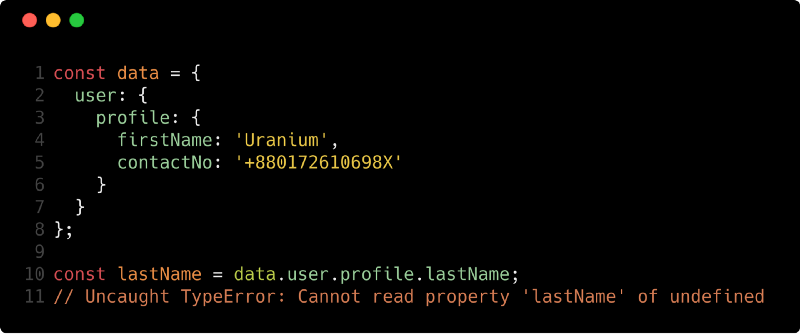 1 const data = {
2   user: {
3     profile: {
4       firstName: 'Uranium',
5       contactNo: '+880172610698X'
6     }
7   }
8 };
9
10 const lastName = data.user.profile.lastName;
11 // Uncaught TypeError: Cannot read property 'lastName' of undefined